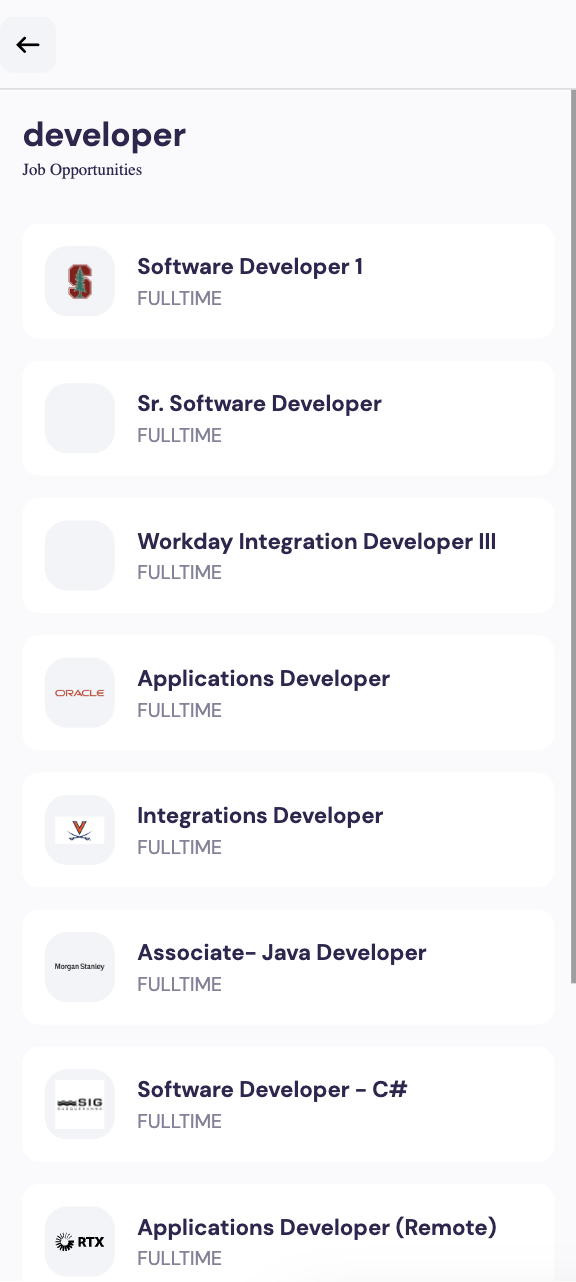 developer
Job Opportunities
Software Developer 1
FULLTIME
Sr. Software Developer
FULLTIME
Workday Integration Developer III
FULLTIME
ORACLE
Applications Developer
FULLTIME
Integrations Developer
FULLTIME
Morgan Stanley
Associate- Java Developer
FULLTIME
SIG
SUSQUEHANNA
Software Developer - C#
FULLTIME
RTX
Applications Developer (Remote)
FULLTIME